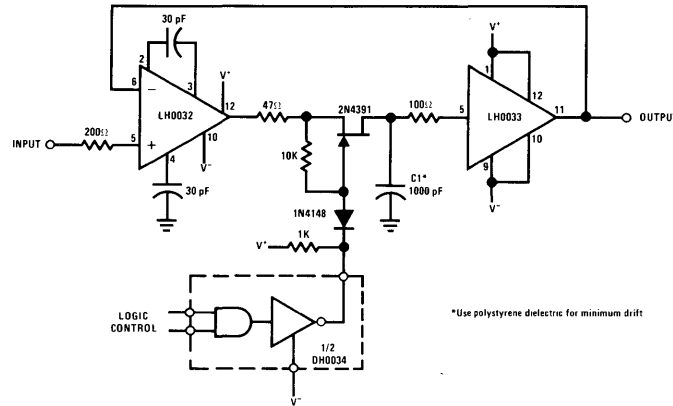 30 pF
2
3
V+
6
LH0032
12
47Ω
2N4391
100Ω
V+
1
12
5
LH0033
11
OUTPUT
INPUT
200Ω
5
4
10
V-
10K
9
10
V-
30 pF
C1*
1000 pF
1N4148
1K
V+
LOGIC
CONTROL
1/2
DH0034
V-
*Use polystyrene dielectric for minimum drift